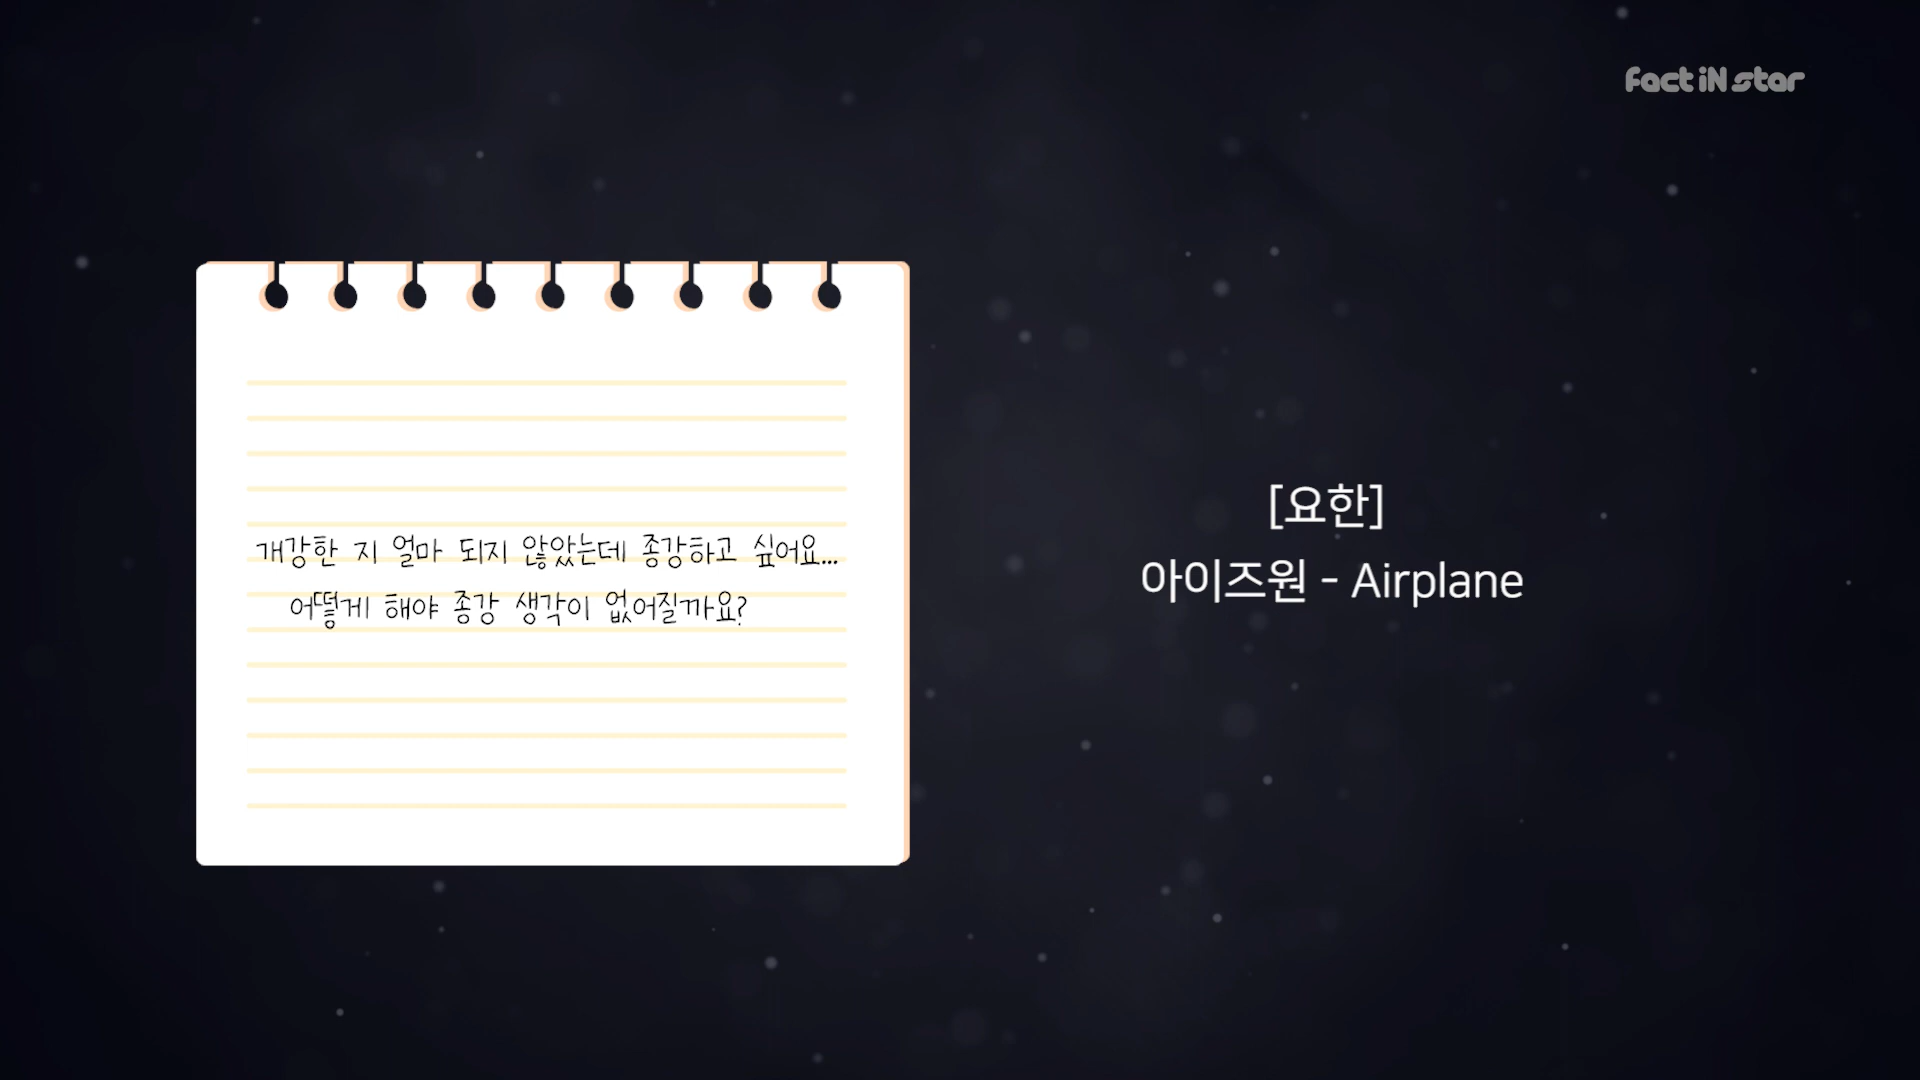 fact iN star
개강한 지 얼마 되지 않았는데 종강하고 싶어요...
어떻게 해야 종강 생각이 없어질까요?
[요한]
아이즈원 - Airplane